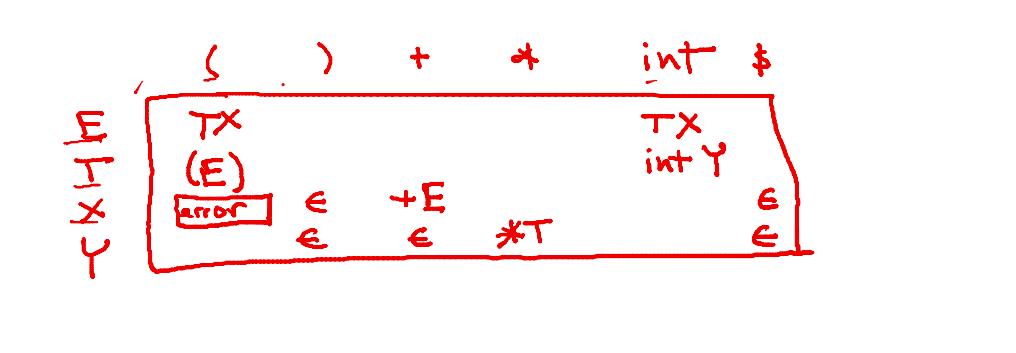 ( ) + * int $
E TX TX
T (E) int Y
X error ϵ +E ϵ
Y ϵ ϵ *T ϵ